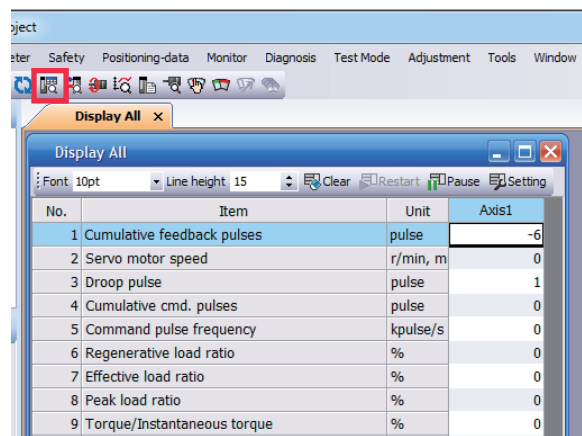 oject
eter Safety Positioning-data Monitor Diagnosis Test Mode Adjustment Tools Window
Display All ×
Display All
Font 10pt Line height 15 Clear Restart Pause Setting
No. Item Unit Axis1
1 Cumulative feedback pulses pulse -6
2 Servo motor speed r/min, m 0
3 Droop pulse pulse 1
4 Cumulative cmd. pulses pulse 0
5 Command pulse frequency kpulse/s 0
6 Regenerative load ratio % 0
7 Effective load ratio % 0
8 Peak load ratio % 0
9 Torque/Instantaneous torque % 0